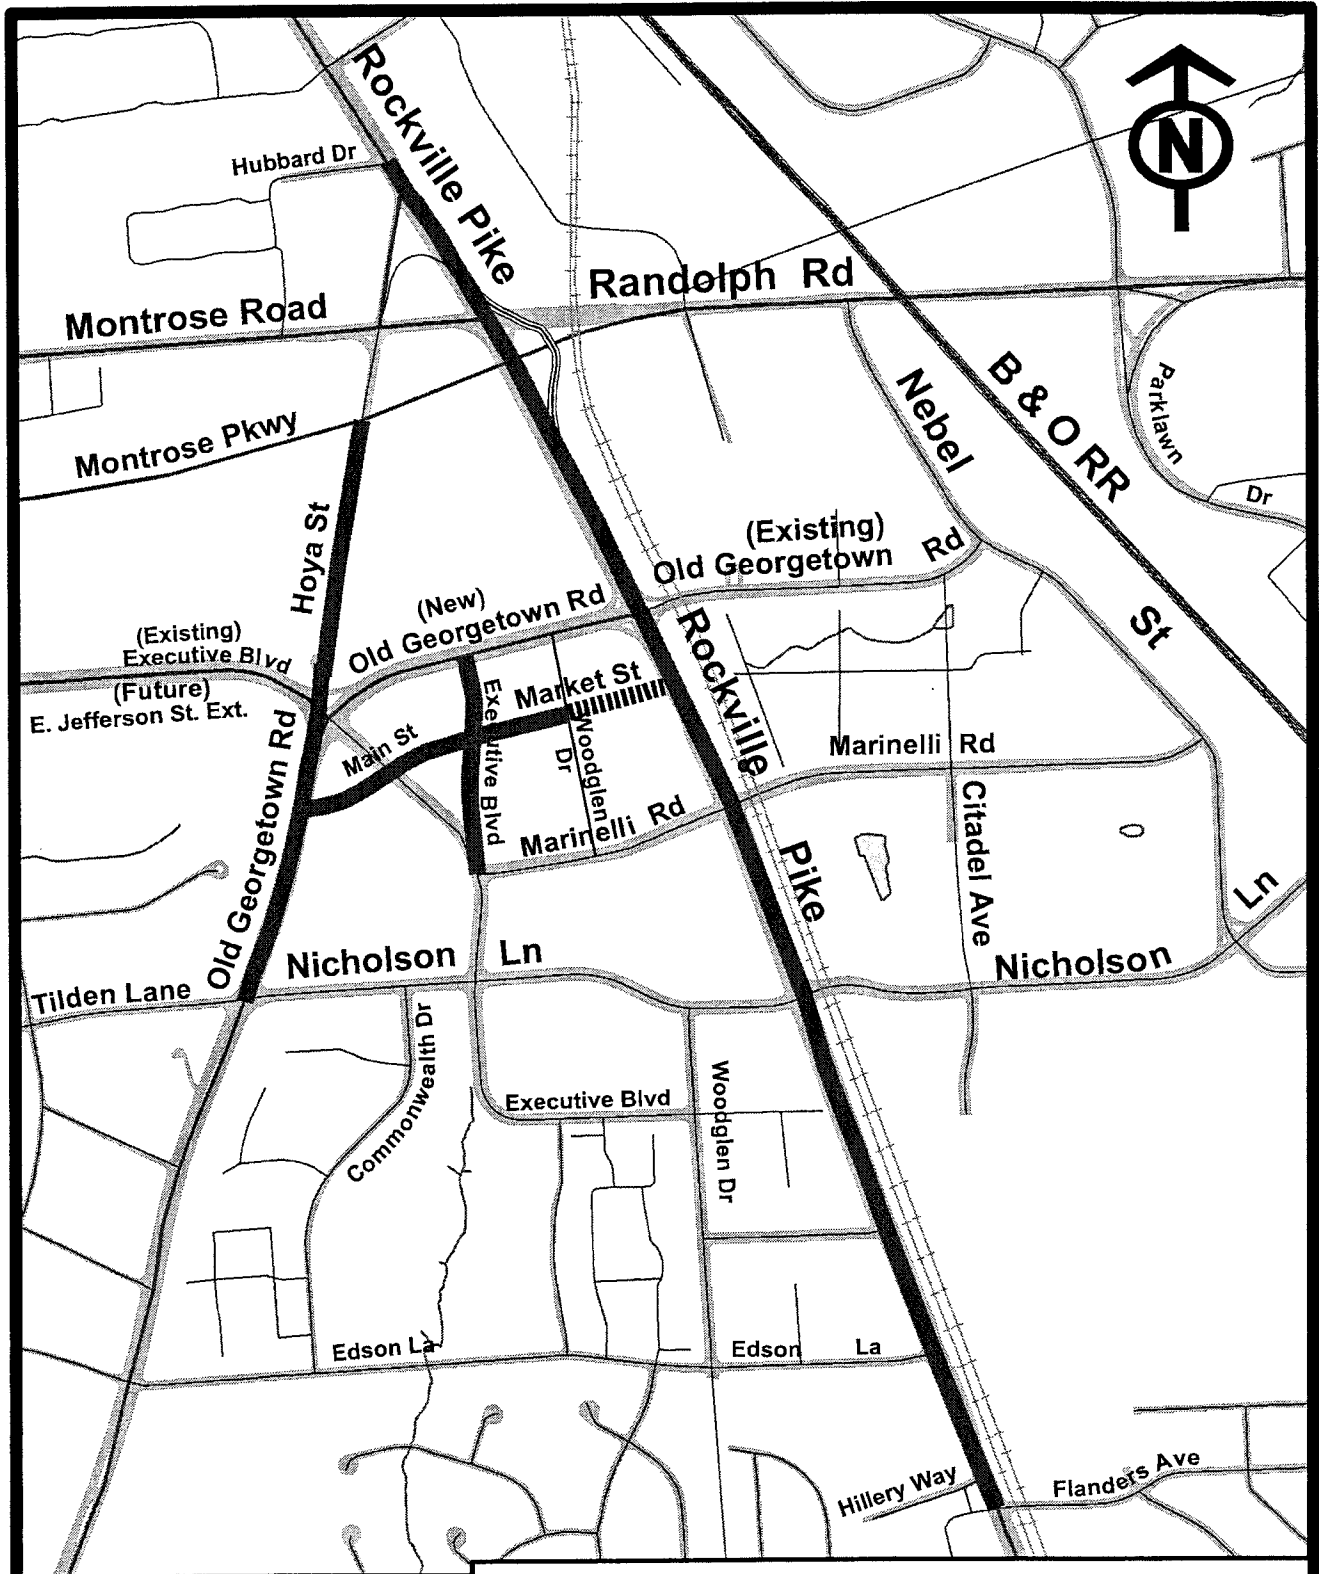 Rockville Pike
N
Hubbard Dr
Randolph Rd
Montrose Road
B & O RR
Parklawn
Dr
Nebel
St
Montrose Pkwy
Hoya St
(Existing)
Old Georgetown Rd
(New)
Old Georgetown Rd
(Existing)
Executive Blvd
(Future)
E. Jefferson St. Ext.
Rockville
Pike
Market St
Main St
Executive Blvd
Woodglen
Dr
Marinelli Rd
Marinelli Rd
Citadel Ave
Old Georgetown Rd
Nicholson Ln
Nicholson
Ln
Tilden Lane
Commonwealth Dr
Executive Blvd
Woodglen Dr
Edson La
Edson La
Hillery Way
Flanders Ave